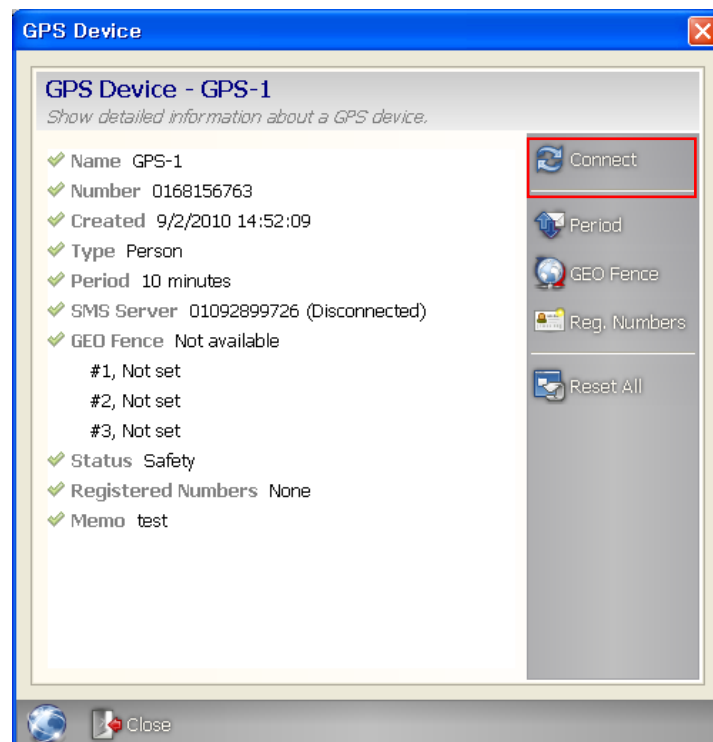 GPS Device
GPS Device - GPS-1
Show detailed information about a GPS device.
Name GPS-1
Number 0168156763
Created 9/2/2010 14:52:09
Type Person
Period 10 minutes
SMS Server 01092899726 (Disconnected)
GEO Fence Not available
#1, Not set
#2, Not set
#3, Not set
Status Safety
Registered Numbers None
Memo test
Connect
Period
GEO Fence
Reg. Numbers
Reset All
Close